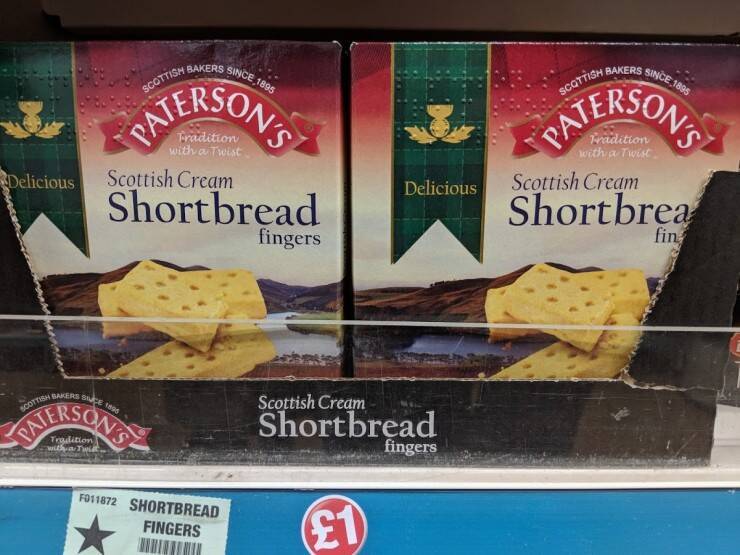 SCOTTISH BAKERS SINCE 1895
PATERSON'S
Tradition
with a Twist
Delicious
Scottish Cream
Shortbread
fingers
SCOTTISH BAKERS SINCE 1895
PATERSON'S
Tradition
with a Twist
Delicious
Scottish Cream
Shortbrea
fin
SCOTTISH BAKERS SINCE 1895
PATERSON'S
Tradition
with a Twist
Scottish Cream
Shortbread
fingers
F011872
SHORTBREAD
FINGERS
£1